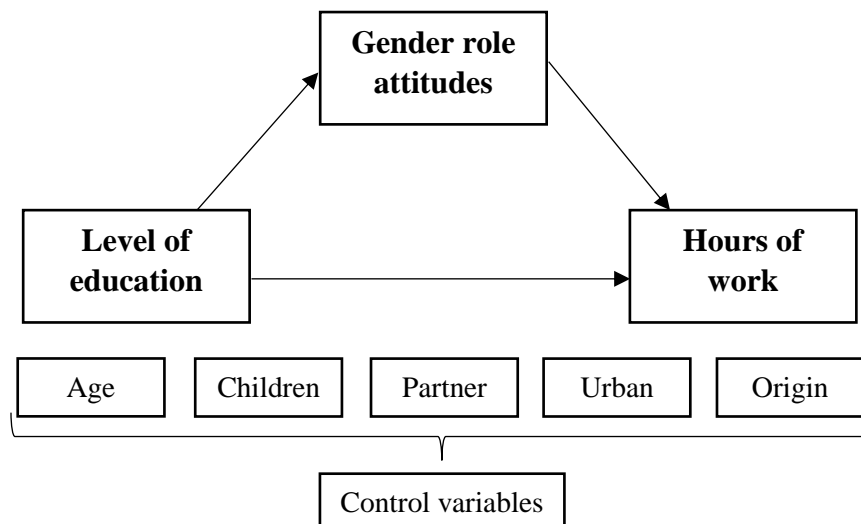 Gender role
attitudes
Level of
education
Hours of
work
Age
Children
Partner
Urban
Origin
Control variables